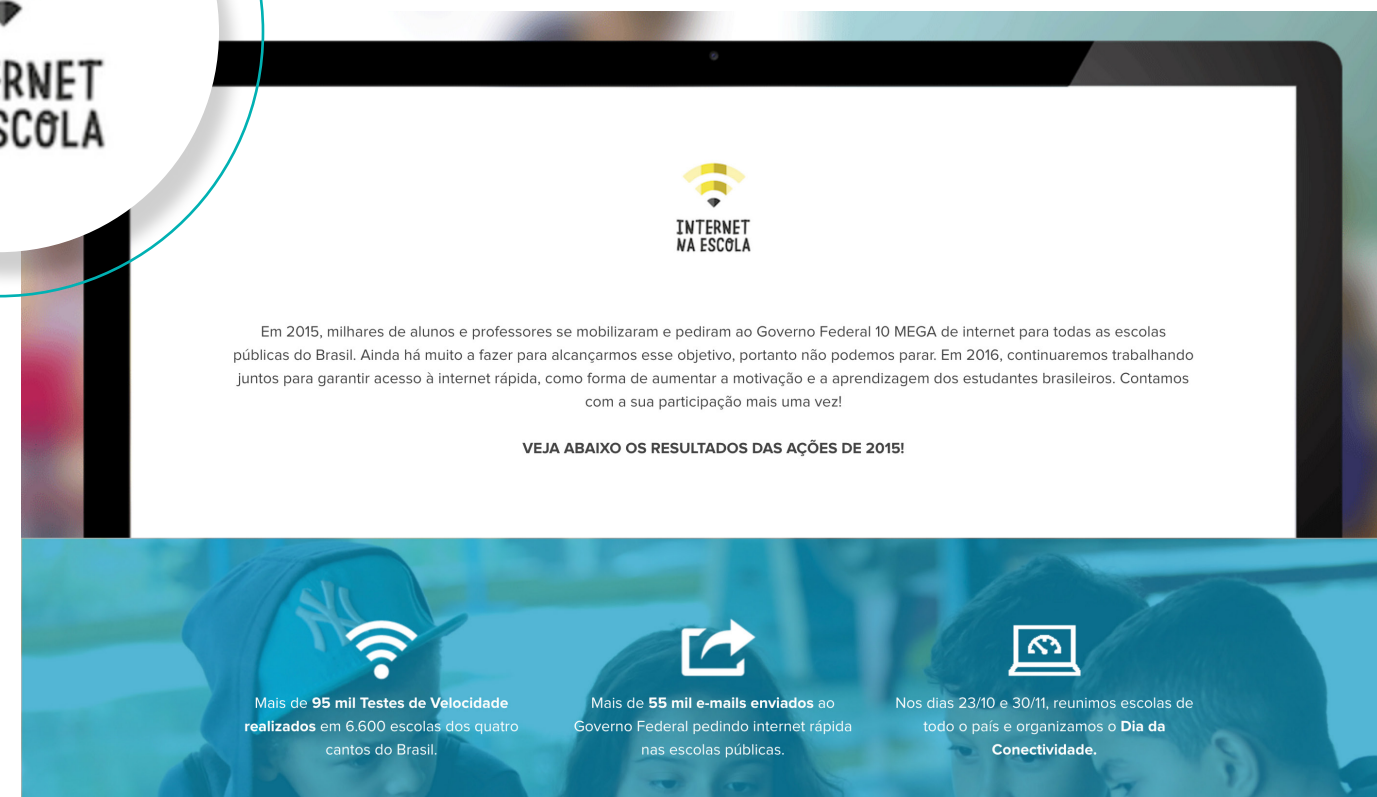 RNET
SCOLA
INTERNET
NA ESCOLA
Em 2015, milhares de alunos e professores se mobilizaram e pediram ao Governo Federal 10 MEGA de internet para todas as escolas
públicas do Brasil. Ainda há muito a fazer para alcançarmos esse objetivo, portanto não podemos parar. Em 2016, continuaremos trabalhando
juntos para garantir acesso à internet rápida, como forma de aumentar a motivação e a aprendizagem dos estudantes brasileiros. Contamos
com a sua participação mais uma vez!
VEJA ABAIXO OS RESULTADOS DAS AÇÕES DE 2015!
Mais de 95 mil Testes de Velocidade
realizados em 6.600 escolas dos quatro
cantos do Brasil.
Mais de 55 mil e-mails enviados ao
Governo Federal pedindo internet rápida
nas escolas públicas.
Nos dias 23/10 e 30/11, reunimos escolas de
todo o país e organizamos o Dia da
Conectividade.